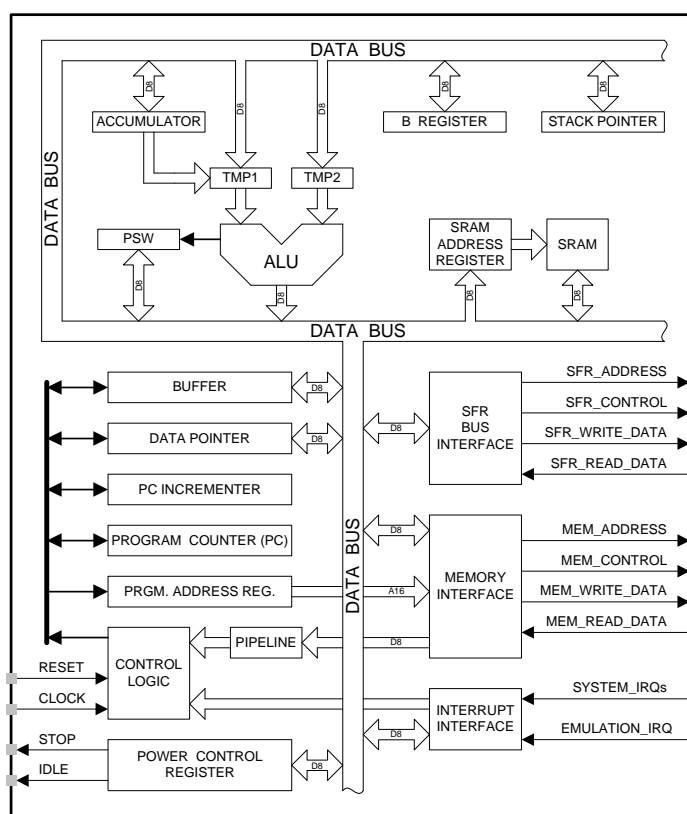 DATA BUS
D8
D8
D8
D8
D8
ACCUMULATOR
B REGISTER
STACK POINTER
TMP1
TMP2
DATA BUS
PSW
ALU
SRAM
ADDRESS
REGISTER
SRAM
D8
D8
D8
D8
DATA BUS
BUFFER
D8
DATA POINTER
D8
PC INCREMENTER
PROGRAM COUNTER (PC)
PRGM. ADDRESS REG.
A16
PIPELINE
D8
CONTROL
LOGIC
POWER CONTROL
REGISTER
D8
RESET
CLOCK
STOP
IDLE
DATA BUS
D8
SFR
BUS
INTERFACE
SFR_ADDRESS
SFR_CONTROL
SFR_WRITE_DATA
SFR_READ_DATA
D8
MEMORY
INTERFACE
MEM_ADDRESS
MEM_CONTROL
MEM_WRITE_DATA
MEM_READ_DATA
INTERRUPT
INTERFACE
D8
SYSTEM_IRQs
EMULATION_IRQ